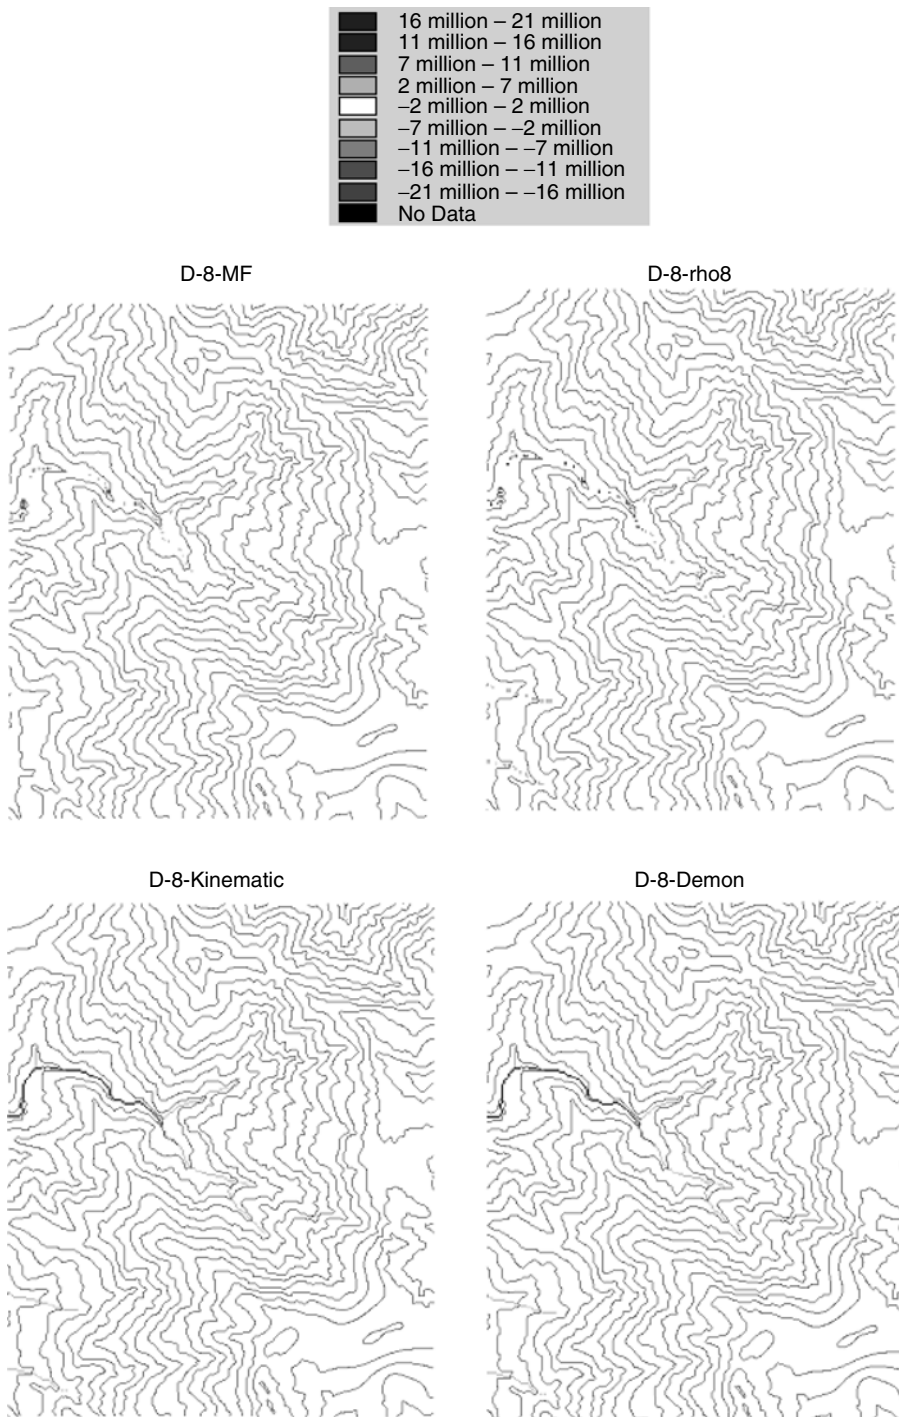 16 million – 21 million
11 million – 16 million
7 million – 11 million
2 million – 7 million
–2 million – 2 million
–7 million – –2 million
–11 million – –7 million
–16 million – –11 million
–21 million – –16 million
No Data
D-8-MF
D-8-rho8
D-8-Kinematic
D-8-Demon